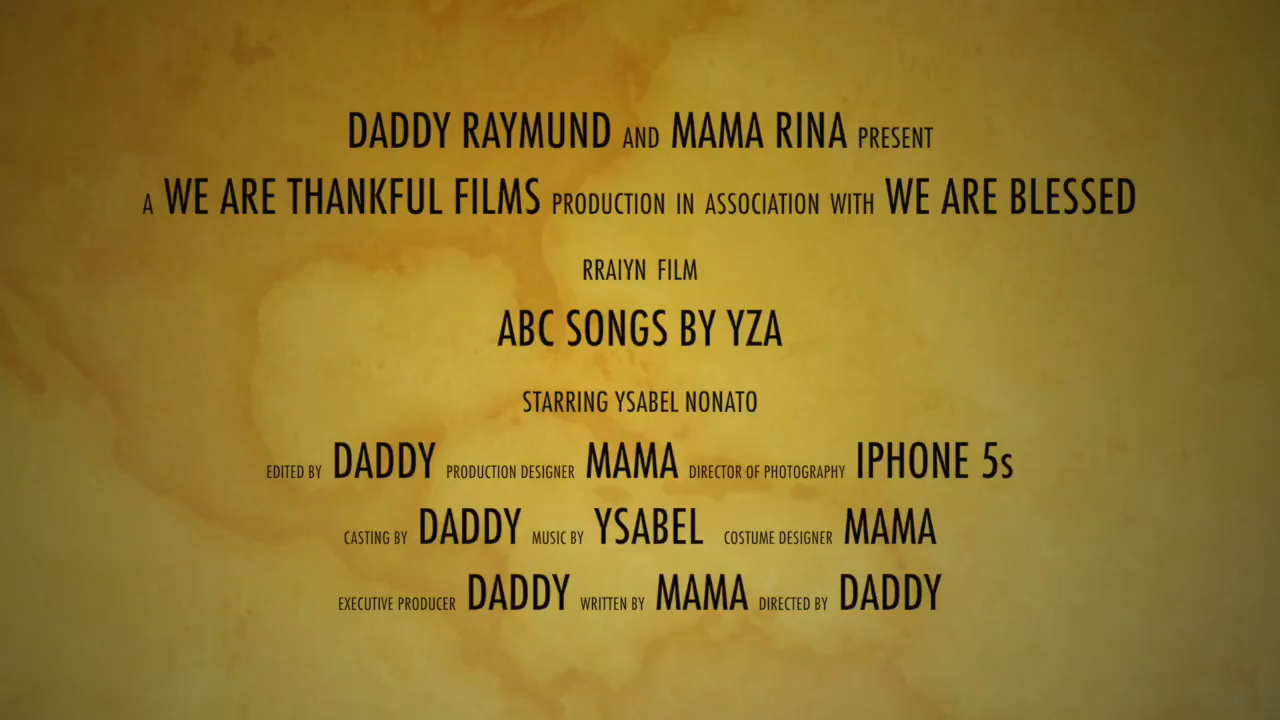 DADDY RAYMUND AND MAMA RINA PRESENT
A WE ARE THANKFUL FILMS PRODUCTION IN ASSOCIATION WITH WE ARE BLESSED
RRAIYN FILM
ABC SONGS BY YZA
STARRING YSABEL NONATO
EDITED BY DADDY PRODUCTION DESIGNER MAMA DIRECTOR OF PHOTOGRAPHY IPHONE 5s
CASTING BY DADDY MUSIC BY YSABEL COSTUME DESIGNER MAMA
EXECUTIVE PRODUCER DADDY WRITTEN BY MAMA DIRECTED BY DADDY